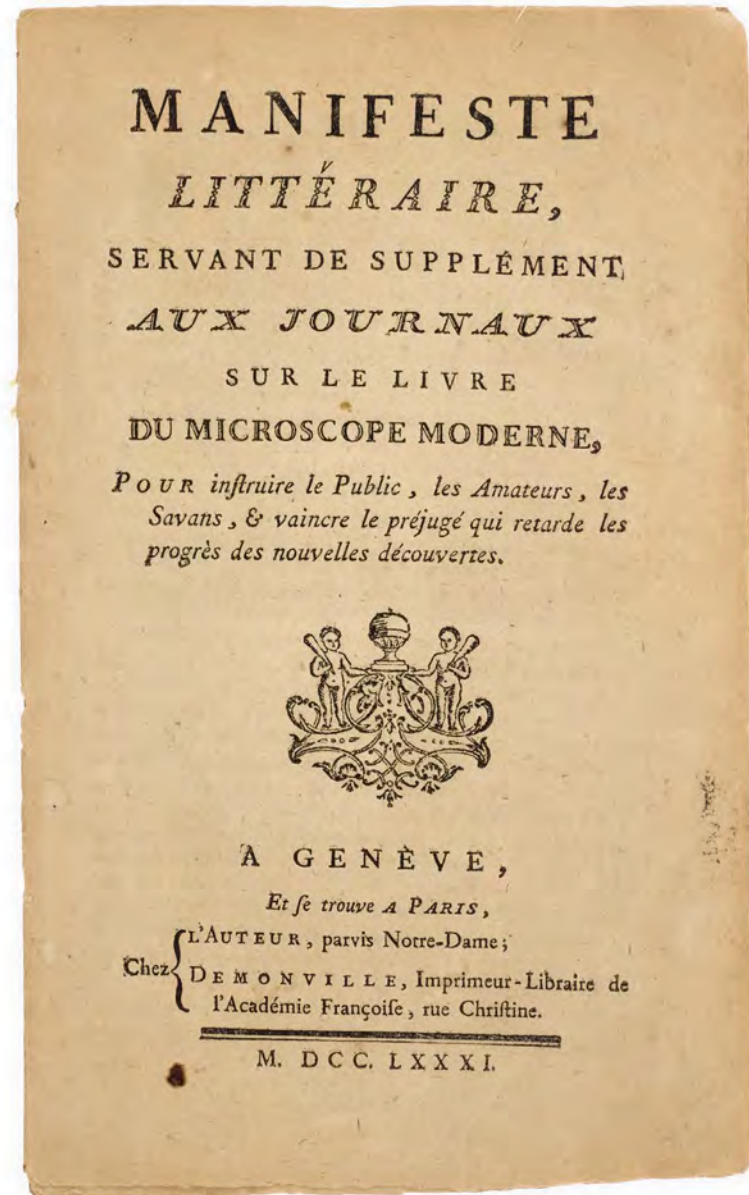 MANIFESTE
LITTÉRAIRE,
SERVANT DE SUPPLÉMENT
AUX JOURNAUX
SUR LE LIVRE
DU MICROSCOPE MODERNE,
POUR inſtruire le Public, les Amateurs, les
Savans, & vaincre le préjugé qui retarde les
progrès des nouvelles découvertes.
A GENÈVE,
Et ſe trouve A PARIS,
Chez { L'AUTEUR, parvis Notre-Dame;
DEMONVILLE, Imprimeur-Libraire de
l'Académie Françoiſe, rue Chriſtine.
M. DCC. LXXXI.